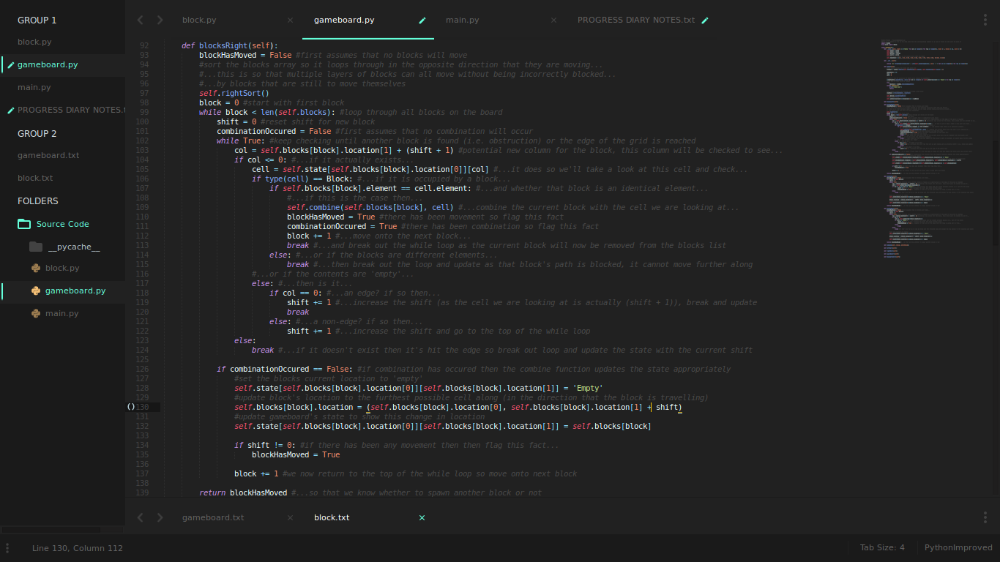 GROUP 1
block.py
gameboard.py
main.py
PROGRESS DIARY NOTES.t
GROUP 2
gameboard.txt
block.txt
FOLDERS
Source Code
__pycache__
block.py
gameboard.py
main.py
block.py × gameboard.py main.py × PROGRESS DIARY NOTES.txt
92 def blocksRight(self):
93 blockHasMoved = False #first assumes that no blocks will move
94 #sort the blocks array so it loops through in the opposite direction that they are moving...
95 #...this is so that multiple layers of blocks can all move without being incorrectly blocked...
96 #...by blocks that are still to move themselves
97 self.rightSort()
98 block = 0 #start with first block
99 while block < len(self.blocks): #loop through all blocks on the board
100 shift = 0 #reset shift for new block
101 combinationOccured = False #first assumes that no combination will occur
102 while True: #keep checking until another block is found (i.e. obstruction) or the edge of the grid is reached
103 col = self.blocks[block].location[1] + (shift + 1) #potential new column for the block, this column will be checked to see...
104 if col <= 0: #...if it actually exists...
105 cell = self.state[self.blocks[block].location[0]][col] #...it does so we'll take a look at this cell and check...
106 if type(cell) == Block: #...if it is occupied by a block...
107 if self.blocks[block].element == cell.element: #...and whether that block is an identical element...
108 #...if this is the case then...
109 self.combine(self.blocks[block], cell) #...combine the current block with the cell we are looking at...
110 blockHasMoved = True #there has been movement so flag this fact
111 combinationOccured = True #there has been combination so flag this fact
112 block += 1 #...move onto the next block...
113 break #...and break out the while loop as the current block will now be removed from the blocks list
114 else: #...or if the blocks are different elements...
115 break #...then break out the loop and update as that block's path is blocked, it cannot move further along
116 #...or if the contents are 'empty'...
117 else: #...then is it...
118 if col == 0: #...an edge? if so then...
119 shift += 1 #...increase the shift (as the cell we are looking at is actually (shift + 1)), break and update
120 break
121 else: #...a non-edge? if so then...
122 shift += 1 #...increase the shift and go to the top of the while loop
123 else:
124 break #...if it doesn't exist then it's hit the edge so break out loop and update the state with the current shift
125
126 if combinationOccured == False: #if combination has occured then the combine function updates the state appropriately
127 #set the blocks current location to 'empty'
128 self.state[self.blocks[block].location[0]][self.blocks[block].location[1]] = 'Empty'
129 #update block's location to the furthest possible cell along (in the direction that the block is travelling)
()130 self.blocks[block].location = (self.blocks[block].location[0], self.blocks[block].location[1] + shift)
131 #update gameboard's state to show this change in location
132 self.state[self.blocks[block].location[0]][self.blocks[block].location[1]] = self.blocks[block]
133
134 if shift != 0: #if there has been any movement then then flag this fact...
135 blockHasMoved = True
136
137 block += 1 #we now return to the top of the while loop so move onto next block
138
139 return blockHasMoved #...so that we know whether to spawn another block or not
gameboard.txt × block.txt ×
Line 130, Column 112 Tab Size: 4 PythonImproved